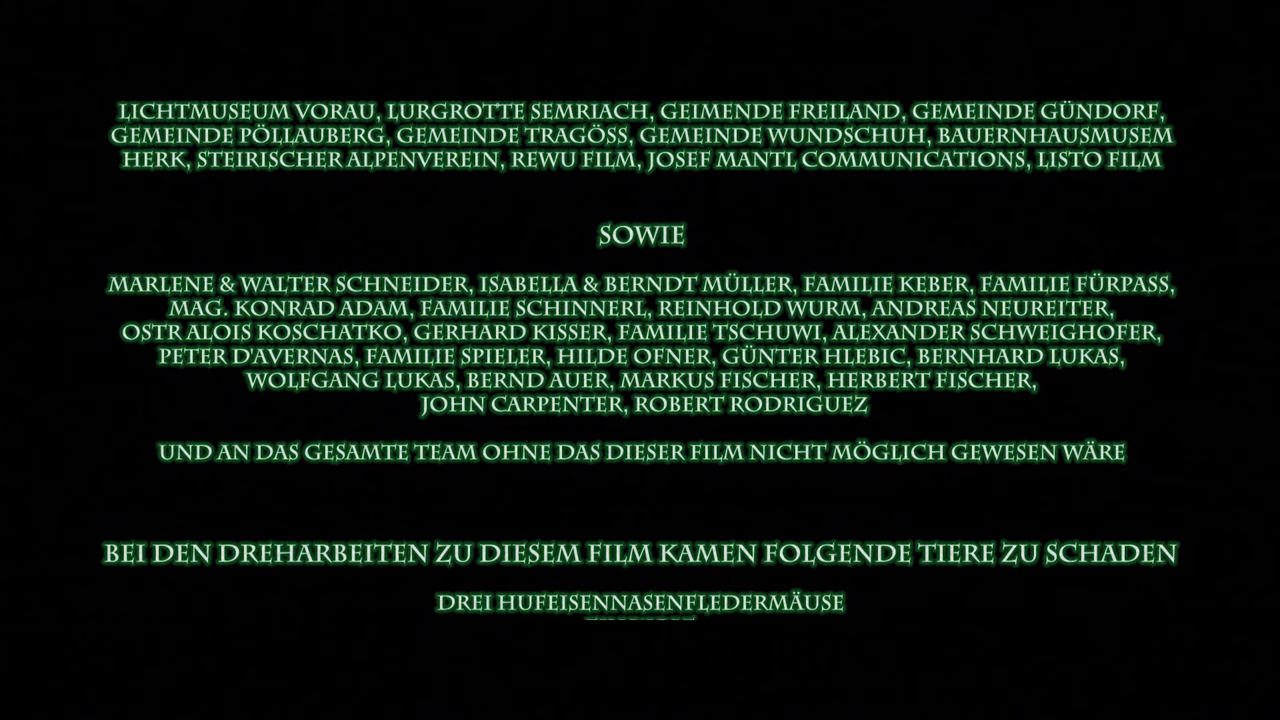 LICHTMUSEUM VORAU, LURGROTTE SEMRIACH, GEIMENDE FREILAND, GEMEINDE GÜNDORF,
GEMEINDE PÖLLAUBERG, GEMEINDE TRAGÖSS, GEMEINDE WUNDSCHUH, BAUERNHAUSMUSEM
HERK, STEIRISCHER ALPENVEREIN, REWU FILM, JOSEF MANTL COMMUNICATIONS, LISTO FILM
SOWIE
MARLENE & WALTER SCHNEIDER, ISABELLA & BERNDT MÜLLER, FAMILIE KEBER, FAMILIE FÜRPASS,
MAG. KONRAD ADAM, FAMILIE SCHINNERL, REINHOLD WURM, ANDREAS NEUREITER,
OSTR ALOIS KOSCHATKO, GERHARD KISSER, FAMILIE TSCHUWI, ALEXANDER SCHWEIGHOFER,
PETER D'AVERNAS, FAMILIE SPIELER, HILDE OFNER, GÜNTER HLEBIC, BERNHARD LUKAS,
WOLFGANG LUKAS, BERND AUER, MARKUS FISCHER, HERBERT FISCHER,
JOHN CARPENTER, ROBERT RODRIGUEZ
UND AN DAS GESAMTE TEAM OHNE DAS DIESER FILM NICHT MÖGLICH GEWESEN WÄRE
BEI DEN DREHARBEITEN ZU DIESEM FILM KAMEN FOLGENDE TIERE ZU SCHADEN
DREI HUFEISENNASENFLEDERMÄUSE